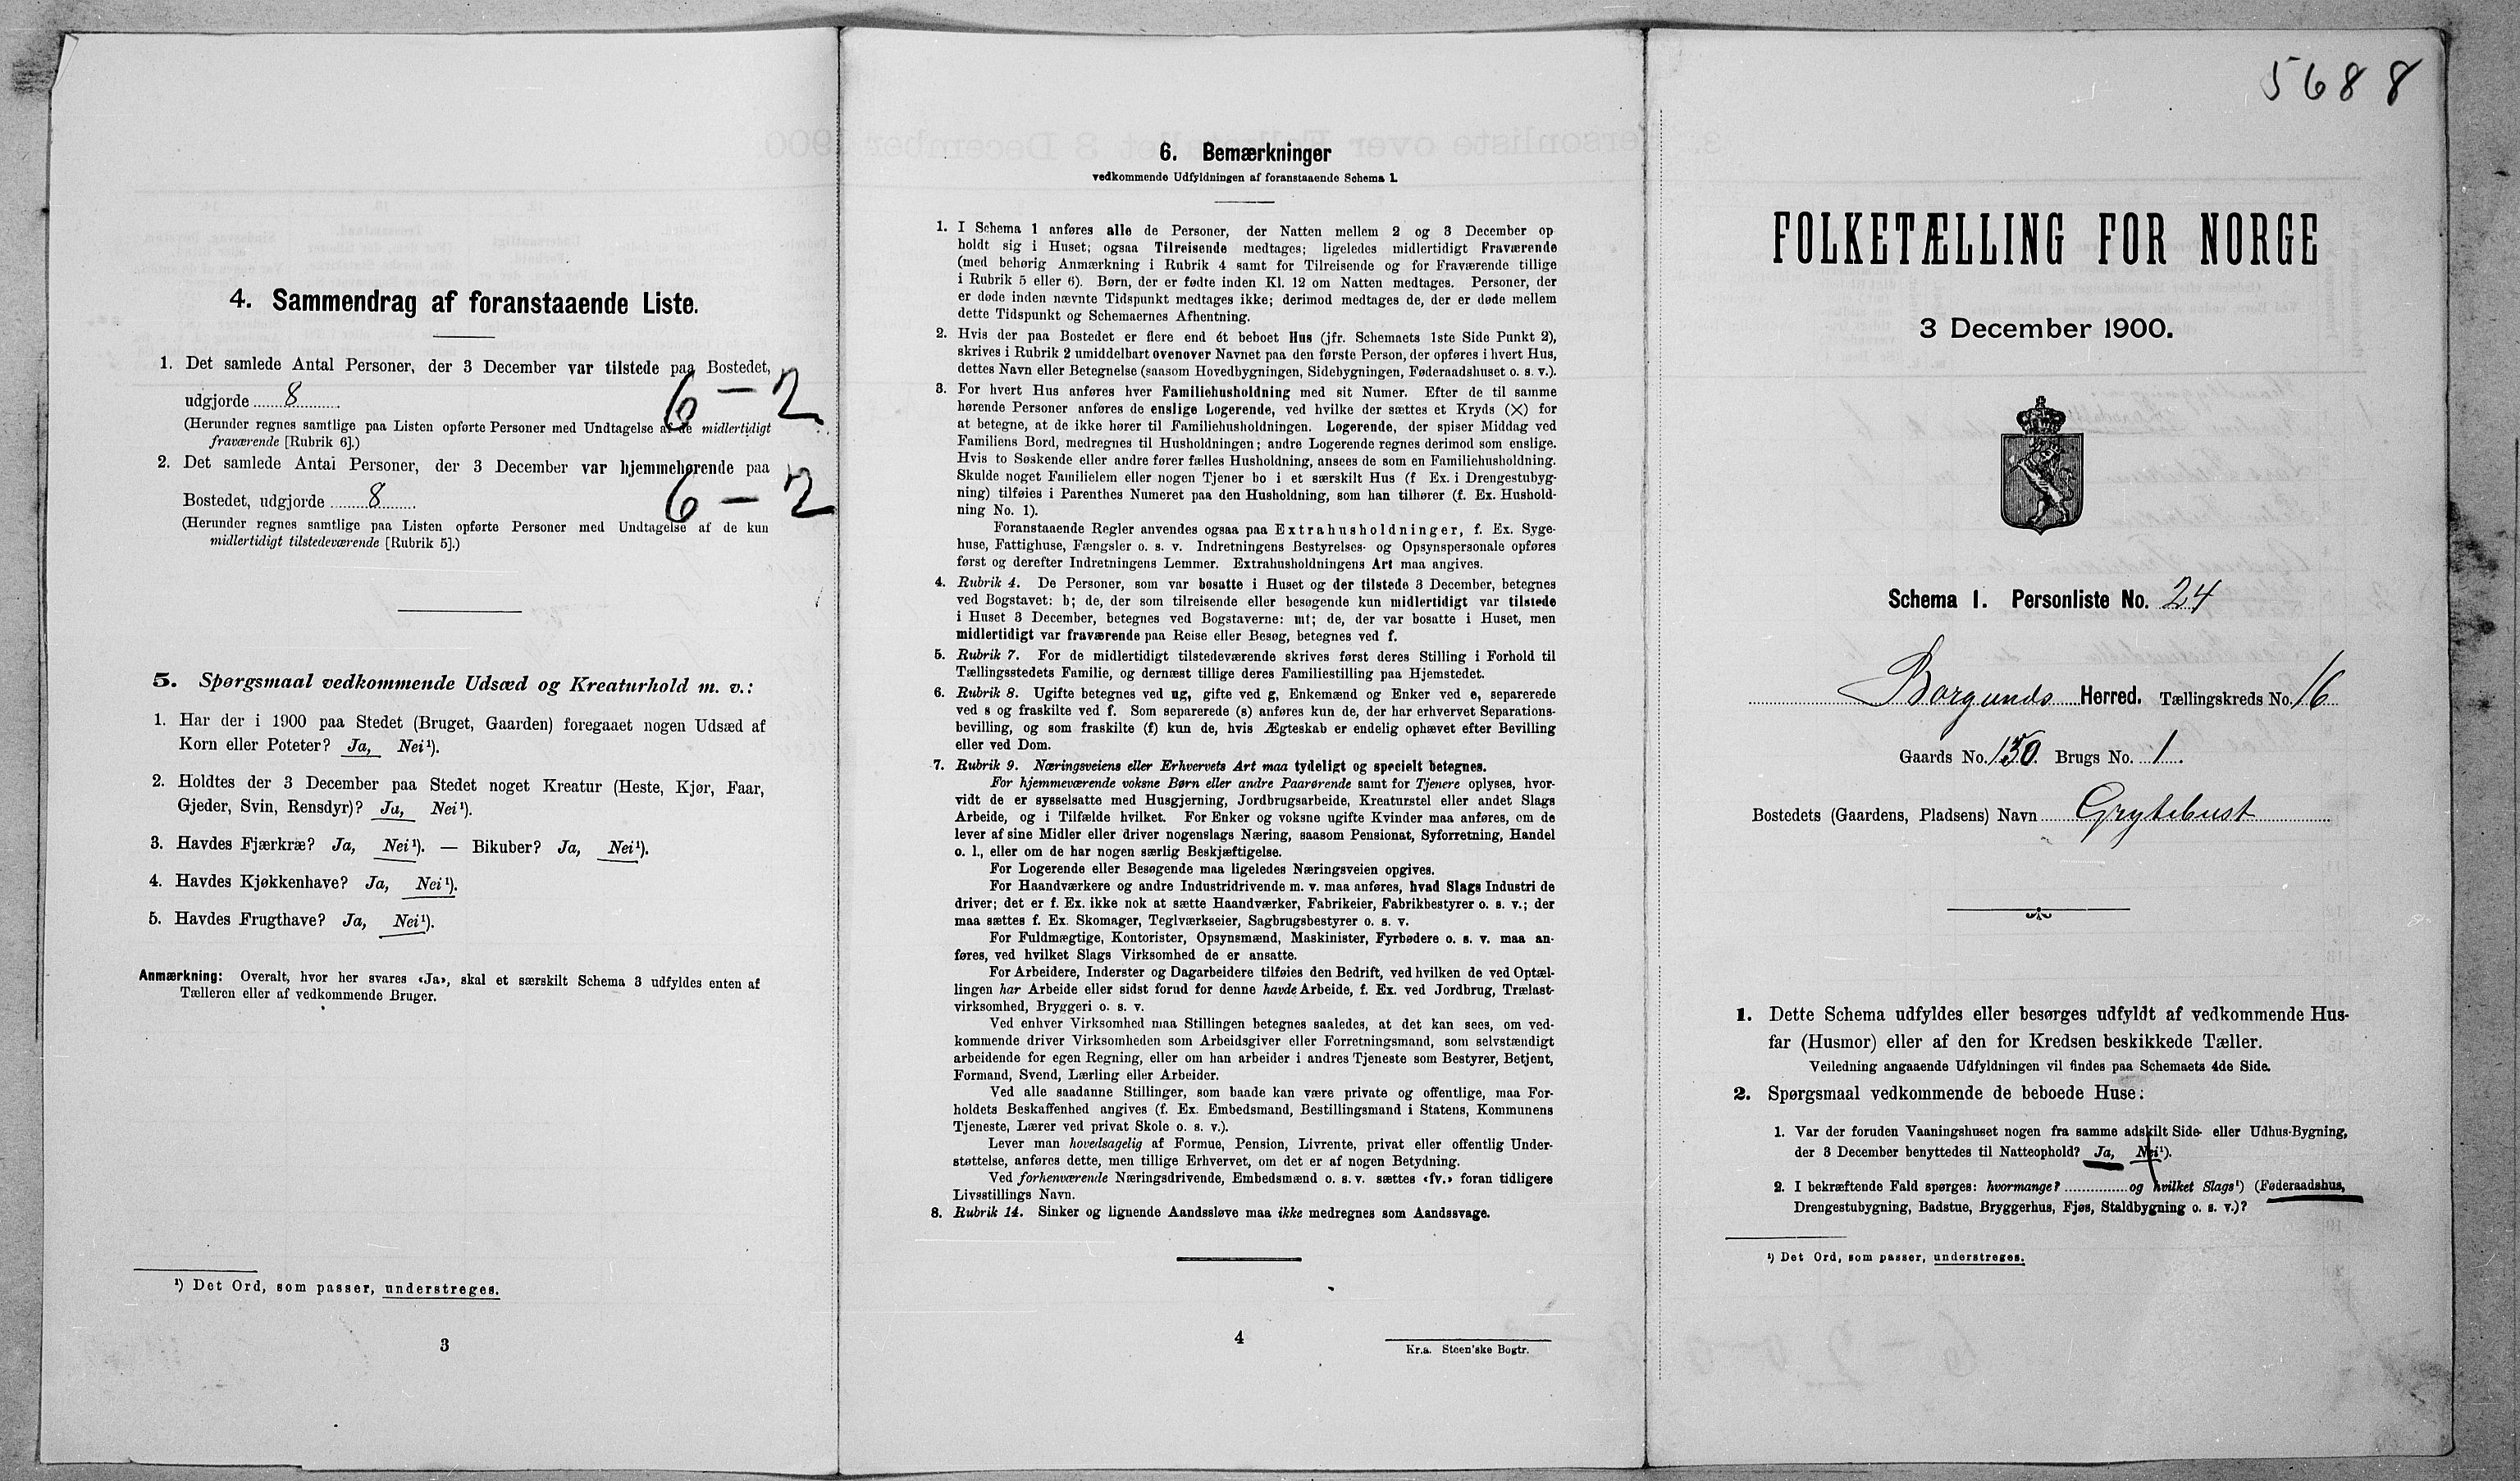 4. Sammendrag af foranstaaende Liste.
1. Det samlede Antal Personer, der 3 December var tilstede paa Bostedet,
udgjorde 8 6 — 2
(Herunder regnes samtlige paa Listen opførte Personer med Undtagelse af de midlertidigt
fraværende [Rubrik 6].)
2. Det samlede Antal Personer, der 3 December var hjemmehørende paa
Bostedet, udgjorde 8 6 — 2
(Herunder regnes samtlige paa Listen opførte Personer med Undtagelse af de kun
midlertidigt tilstedeværende [Rubrik 5].)
5. Spørgsmaal vedkommende Udsæd og Kreaturhold m. v.:
1. Har der i 1900 paa Stedet (Bruget, Gaarden) foregaaet nogen Udsæd af
Korn eller Poteter? Ja, Nei¹).
2. Holdtes der 3 December paa Stedet noget Kreatur (Heste, Kjør, Faar,
Gjeder, Svin, Rensdyr)? Ja, Nei¹).
3. Havdes Fjærkræ? Ja, Nei¹). — Bikuber? Ja, Nei¹).
4. Havdes Kjøkkenhave? Ja, Nei¹).
5. Havdes Frugthave? Ja, Nei¹).
Anmærkning: Overalt, hvor her svares «Ja», skal et særskilt Schema 3 udfyldes enten af
Tælleren eller af vedkommende Bruger.
¹) Det Ord, som passer, understreges.
3
6. Bemærkninger
vedkommende Udfyldningen af foranstaaende Schema 1.
1. I Schema 1 anføres alle de Personer, der Natten mellem 2 og 3 December op
holdt sig i Huset; ogsaa Tilreisende medtages; ligeledes midlertidigt Fraværende
(med behørig Anmærkning i Rubrik 4 samt for Tilreisende og for Fraværende tillige
i Rubrik 5 eller 6). Børn, der er fødte inden Kl. 12 om Natten medtages. Personer, der
er døde inden nævnte Tidspunkt medtages ikke; derimod medtages de, der er døde mellem
dette Tidspunkt og Schemaernes Afhentning.
2. Hvis der paa Bostedet er flere end ét beboet Hus (jfr. Schemaets 1ste Side Punkt 2),
skrives i Rubrik 2 umiddelbart ovenover Navnet paa den første Person, der opføres i hvert Hus,
dettes Navn eller Betegnelse (saasom Hovedbygningen, Sidebygningen, Føderaadshuset o. s. v.).
3. For hvert Hus anføres hver Familiehusholdning med sit Numer. Efter de til samme
hørende Personer anføres de enslige Logerende, ved hvilke der sættes et Kryds (×) for
at betegne, at de ikke hører til Familiehusholdningen. Logerende, der spiser Middag ved
Familiens Bord, medregnes til Husholdningen; andre Logerende regnes derimod som enslige.
Hvis to Søskende eller andre fører fælles Husholdning, ansees de som en Familiehusholdning.
Skulde noget Familielem eller nogen Tjener bo i et særskilt Hus (f Ex. i Drengestubyg-
ning) tilføies i Parenthes Numeret paa den Husholdning, som han tilhører (f. Ex. Hushold-
ning No. 1).
Foranstaaende Regler anvendes ogsaa paa Extrahusholdninger, f. Ex. Syge-
huse, Fattighuse, Fængsler o. s. v. Indretningens Bestyrelses- og Opsynspersonale opføres
først og derefter Indretningens Lemmer. Extrahusholdningens Art maa angives.
4. Rubrik 4. De Personer, som var bosatte i Huset og der tilstede 3 December, betegnes
ved Bogstavet: b; de, der som tilreisende eller besøgende kun midlertidigt var tilstede
i Huset 3 December, betegnes ved Bogstaverne: mt; de, der var bosatte i Huset, men
midlertidigt var fraværende paa Reise eller Besøg, betegnes ved f.
5. Rubrik 7. For de midlertidigt tilstedeværende skrives først deres Stilling i Forhold til
Tællingsstedets Familie, og dernæst tillige deres Familiestilling paa Hjemstedet.
6. Rubrik 8. Ugifte betegnes ved ug, gifte ved g, Enkemænd og Enker ved e, separerede
ved s og fraskilte ved f. Som separerede (s) anføres kun de, der har erhvervet Separations-
bevilling, og som fraskilte (f) kun de, hvis Ægteskab er endelig ophævet efter Bevilling
eller ved Dom.
7. Rubrik 9. Næringsveiens eller Erhvervets Art maa tydeligt og specielt betegnes.
For hjemmeværende voksne Børn eller andre Paarørende samt for Tjenere oplyses, hvor-
vidt de er sysselsatte med Husgjerning, Jordbrugsarbeide, Kreaturstel eller andet Slags
Arbeide, og i Tilfælde hvilket. For Enker og voksne ugifte Kvinder maa anføres, om de
lever af sine Midler eller driver nogenslags Næring, saasom Pensionat, Syforretning, Handel
o. l., eller om de har nogen særlig Beskjæftigelse.
For Logerende eller Besøgende maa ligeledes Næringsveien opgives.
For Haandværkere og andre Industridrivende m. v. maa anføres, hvad Slags Industri de
driver; det er f. Ex. ikke nok at sætte Haandværker, Fabrikeier, Fabrikbestyrer o. s. v.; der
maa sættes f. Ex. Skomager, Teglværkseier, Sagbrugsbestyrer o. s. v.
For Fuldmægtige, Kontorister, Opsynsmænd, Maskinister, Fyrbødere o. s. v. maa an-
føres, ved hvilket Slags Virksomhed de er ansatte.
For Arbeidere, Inderster og Dagarbeidere tilføies den Bedrift, ved hvilken de ved Optæl-
lingen har Arbeide eller sidst forud for denne havde Arbeide, f. Ex. ved Jordbrug, Trælast-
virksomhed, Bryggeri o. s. v.
Ved enhver Virksomhed maa Stillingen betegnes saaledes, at det kan sees, om ved-
kommende driver Virksomheden som Arbeidsgiver eller Forretningsmand, som selvstændigt
arbeidende for egen Regning, eller om han arbeider i andres Tjeneste som Bestyrer, Betjent,
Formand, Svend, Lærling eller Arbeider.
Ved alle saadanne Stillinger, som baade kan være private og offentlige, maa For-
holdets Beskaffenhed angives (f. Ex. Embedsmand, Bestillingsmand i Statens, Kommunens
Tjeneste, Lærer ved privat Skole o. s. v.).
Lever man hovedsagelig af Formue, Pension, Livrente, privat eller offentlig Under-
støttelse, anføres dette, men tillige Erhvervet, om det er af nogen Betydning.
Ved forhenværende Næringsdrivende, Embedsmænd o. s. v. sættes «fv.» foran tidligere
Livsstillings Navn.
8. Rubrik 14. Sinker og lignende Aandssløve maa ikke medregnes som Aandssvage.
4
Kr.a. Steen'ske Bogtr.
5688
FOLKETÆLLING FOR NORGE
3 December 1900.
Schema 1. Personliste No. 24
Borgunds Herred. Tællingskreds No. 16
Gaards No. 130. Brugs No. 1.
Bostedets (Gaardens, Pladsens) Navn Grytebust
1. Dette Schema udfyldes eller besørges udfyldt af vedkommende Hus-
far (Husmor) eller af den for Kredsen beskikkede Tæller.
Veiledning angaaende Udfyldningen vil findes paa Schemaets 4de Side.
2. Spørgsmaal vedkommende de beboede Huse:
1. Var der foruden Vaaningshuset nogen fra samme adskilt Side- eller Udhus-Bygning,
der 3 December benyttedes til Natteophold? Ja, Nei¹).
2. I bekræftende Fald spørges: hvormange? og hvilket Slags¹) (Føderaadshus,
Drengestubygning, Badstue, Bryggerhus, Fjøs, Staldbygning o. s. v.)?
¹) Det Ord, som passer, understreges.